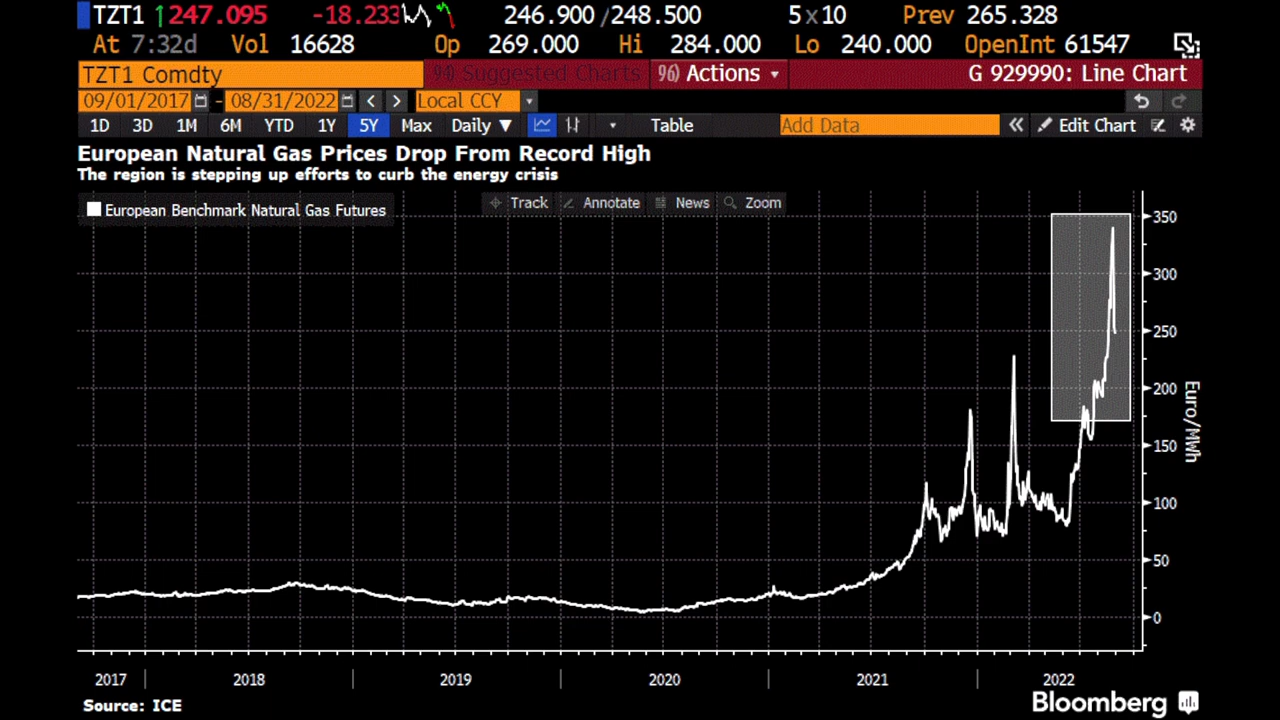 TZT1 ↑247.095 -18.233 246.900/248.500 5x10 Prev 265.328
At 7:32d Vol 16628 Op 269.000 Hi 284.000 Lo 240.000 OpenInt 61547
TZT1 Comdty 94) Suggested Charts 96) Actions ▾ G 929990: Line Chart
09/01/2017 - 08/31/2022 < > Local CCY ▾
1D 3D 1M 6M YTD 1Y 5Y Max Daily ▼ Table Add Data « Edit Chart
European Natural Gas Prices Drop From Record High
The region is stepping up efforts to curb the energy crisis
Track Annotate News Zoom
European Benchmark Natural Gas Futures
350
300
250
200
150
100
50
0
Euro/MWh
2017 2018 2019 2020 2021 2022
Source: ICE
Bloomberg